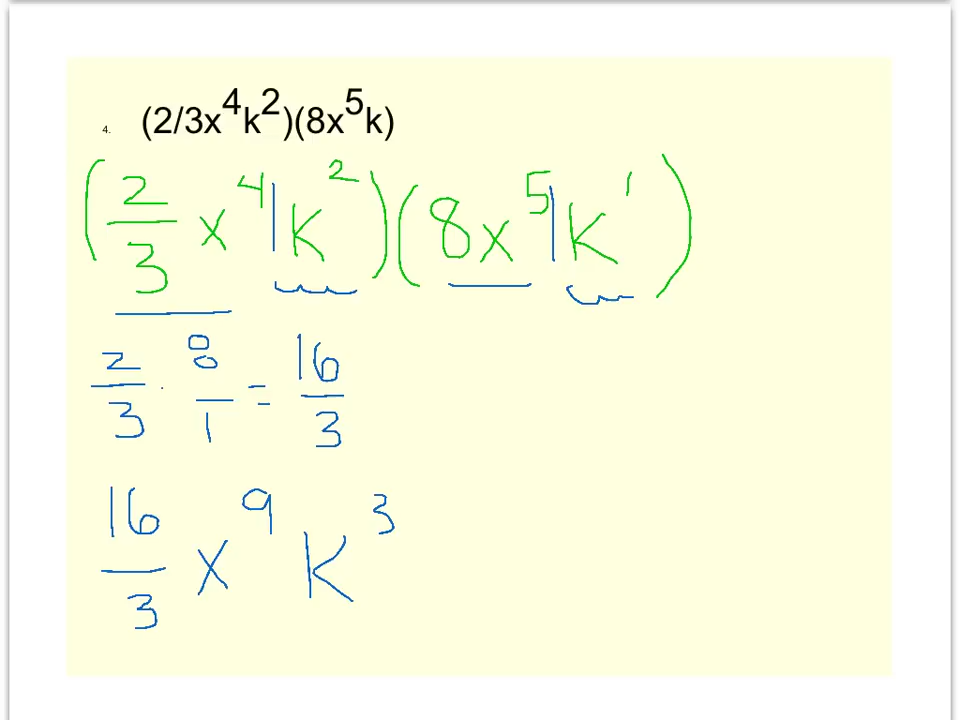 4. (2/3x⁴k²)(8x⁵k)
(2/3 x⁴|k²)(8x⁵|k¹)
2/3 · 8/1 = 16/3
16/3 x⁹ k³